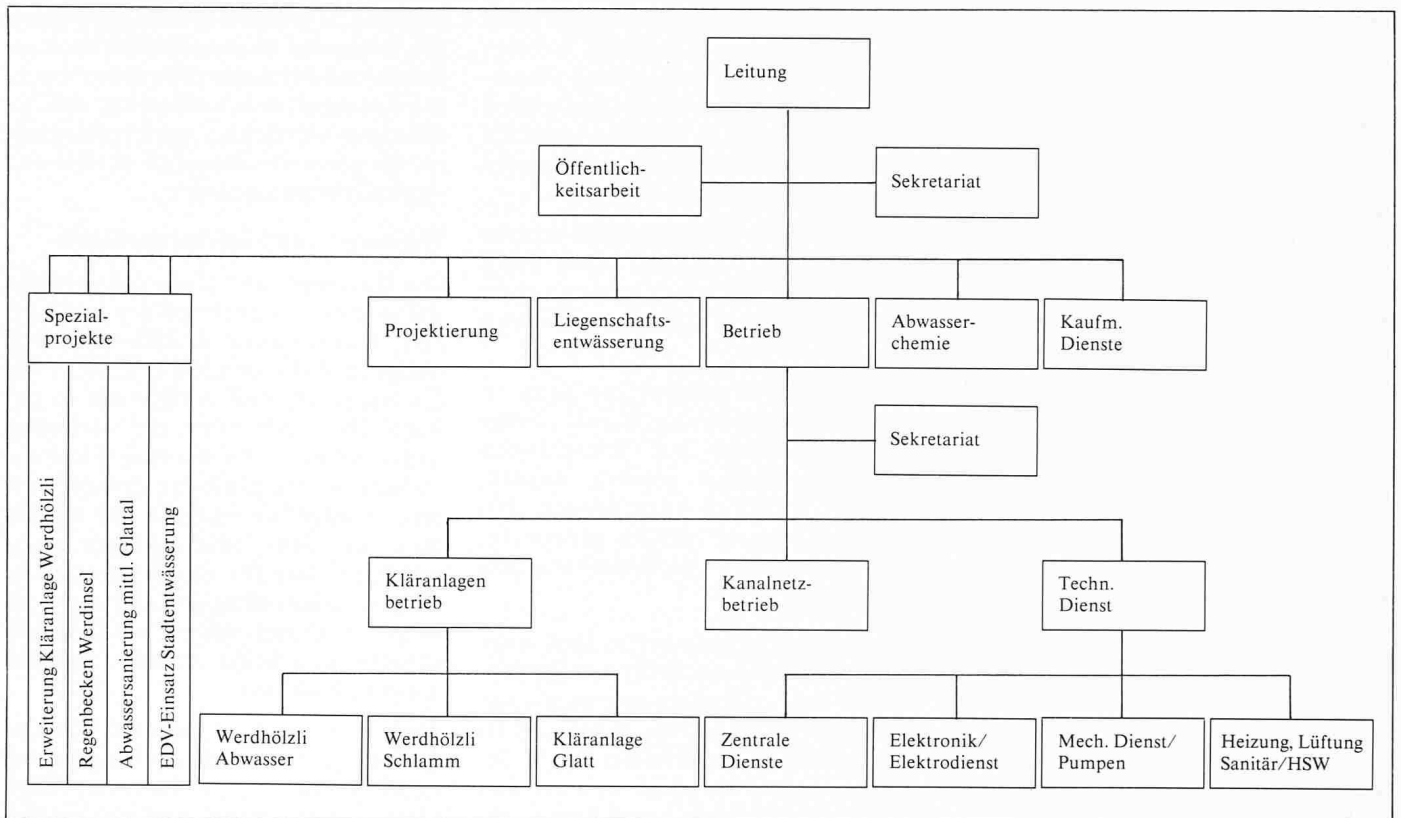 Leitung
Öffentlich-
keitsarbeit
Sekretariat
Spezial-
projekte
Projektierung
Liegenschafts-
entwässerung
Betrieb
Abwasser-
chemie
Kaufm.
Dienste
Sekretariat
Erweiterung Kläranlage Werdhölzli
Regenbecken Werdinsel
Abwassersanierung mittl. Glattal
EDV-Einsatz Stadtentwässerung
Kläranlagen
betrieb
Kanalnetz-
betrieb
Techn.
Dienst
Werdhölzli
Abwasser
Werdhölzli
Schlamm
Kläranlage
Glatt
Zentrale
Dienste
Elektronik/
Elektrodienst
Mech. Dienst/
Pumpen
Heizung, Lüftung
Sanitär/HSW